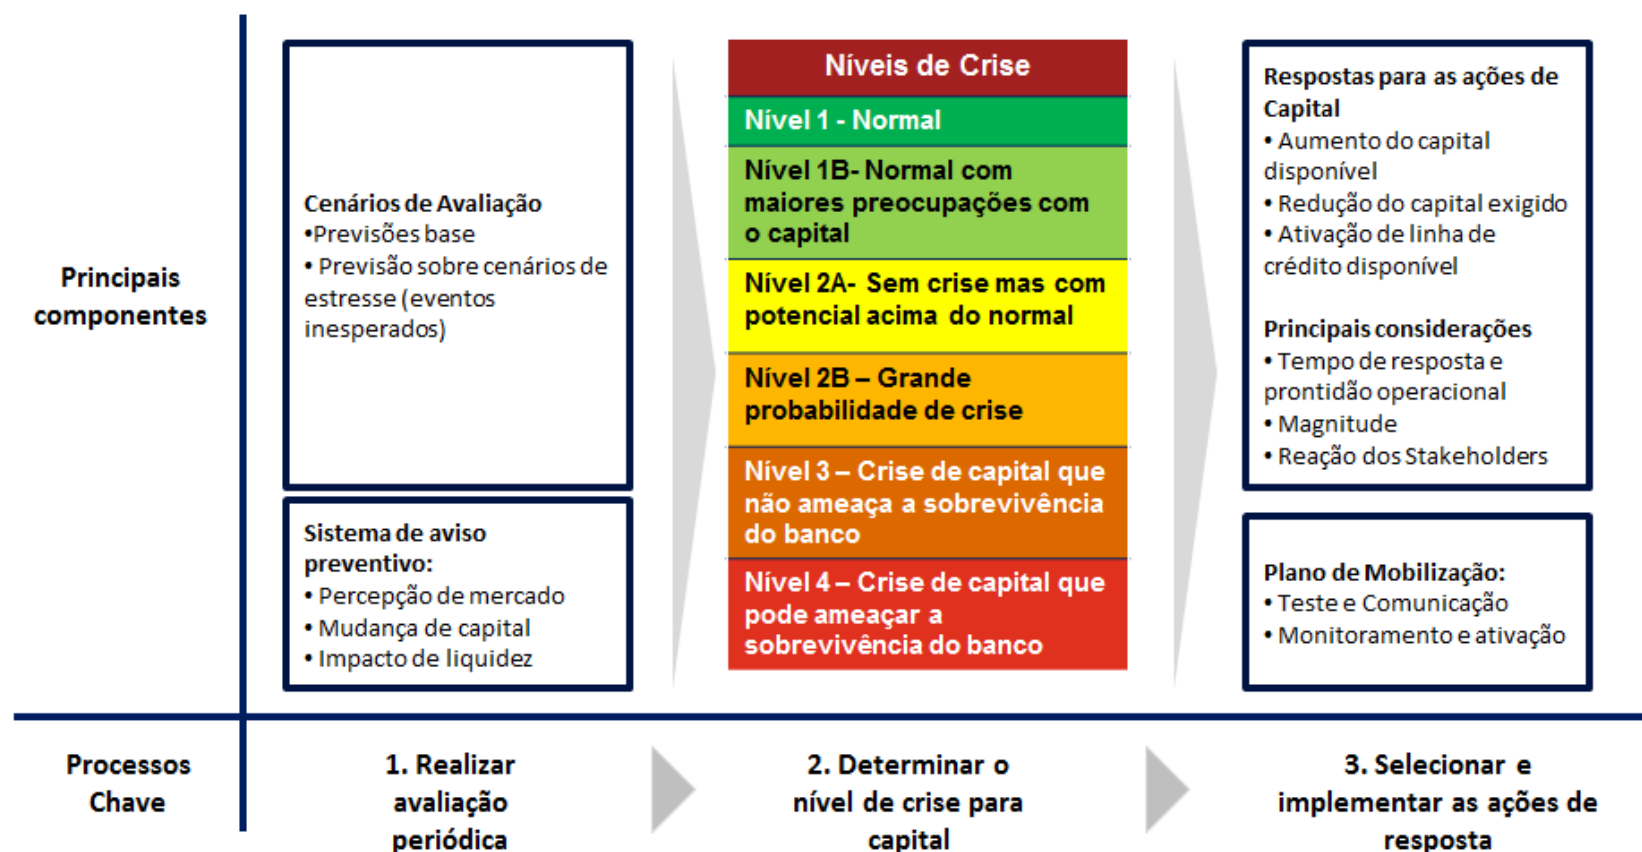 Principais
componentes
Cenários de Avaliação
•Previsões base
• Previsão sobre cenários de
estresse (eventos
inesperados)
Sistema de aviso
preventivo:
• Percepção de mercado
• Mudança de capital
• Impacto de liquidez
Níveis de Crise
Nível 1 - Normal
Nível 1B- Normal com
maiores preocupações com
o capital
Nível 2A- Sem crise mas com
potencial acima do normal
Nível 2B – Grande
probabilidade de crise
Nível 3 – Crise de capital que
não ameaça a sobrevivência
do banco
Nível 4 – Crise de capital que
pode ameaçar a
sobrevivência do banco
Respostas para as ações de
Capital
• Aumento do capital
disponível
• Redução do capital exigido
• Ativação de linha de
crédito disponível
Principais considerações
• Tempo de resposta e
prontidão operacional
• Magnitude
• Reação dos Stakeholders
Plano de Mobilização:
• Teste e Comunicação
• Monitoramento e ativação
Processos
Chave
1. Realizar
avaliação
periódica
2. Determinar o
nível de crise para
capital
3. Selecionar e
implementar as ações de
resposta